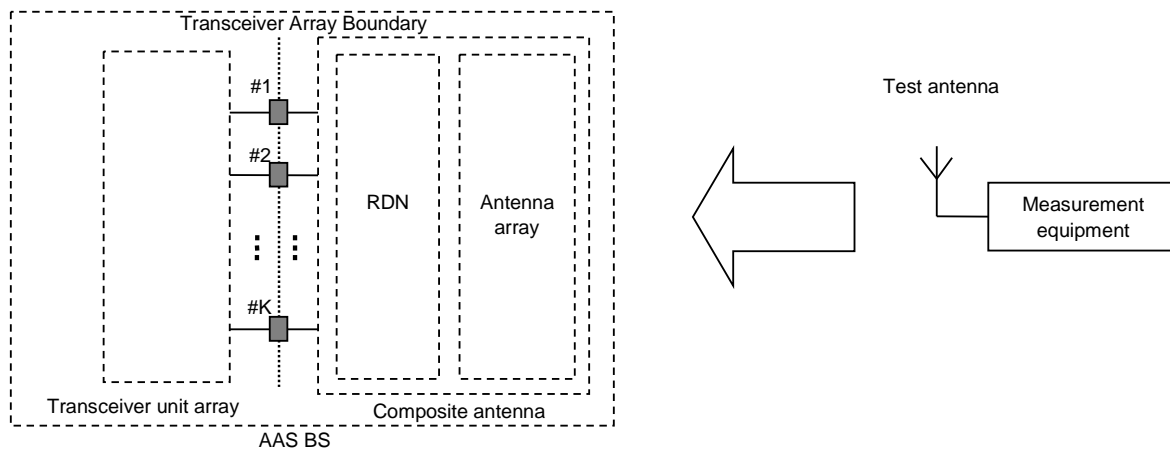 Transceiver Array Boundary
#1
#2
#K
RDN
Antenna
array
Transceiver unit array
Composite antenna
AAS BS
Test antenna
Measurement
equipment